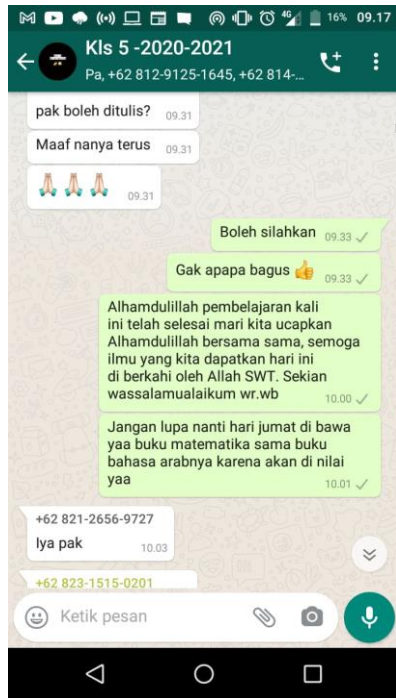 46 16% 09.17
Kls 5 -2020-2021
Pa, +62 812-9125-1645, +62 814-...
pak boleh ditulis? 09.31
Maaf nanya terus 09.31
🙏🏻🙏🏻🙏🏻 09.31
Boleh silahkan 09.33
Gak apapa bagus 👍 09.33
Alhamdulillah pembelajaran kali
ini telah selesai mari kita ucapkan
Alhamdulillah bersama sama, semoga
ilmu yang kita dapatkan hari ini
di berkahi oleh Allah SWT. Sekian
wassalamualaikum wr.wb 10.00
Jangan lupa nanti hari jumat di bawa
yaa buku matematika sama buku
bahasa arabnya karena akan di nilai
yaa 10.01
+62 821-2656-9727
Iya pak 10.03
+62 823-1515-0201
Ketik pesan